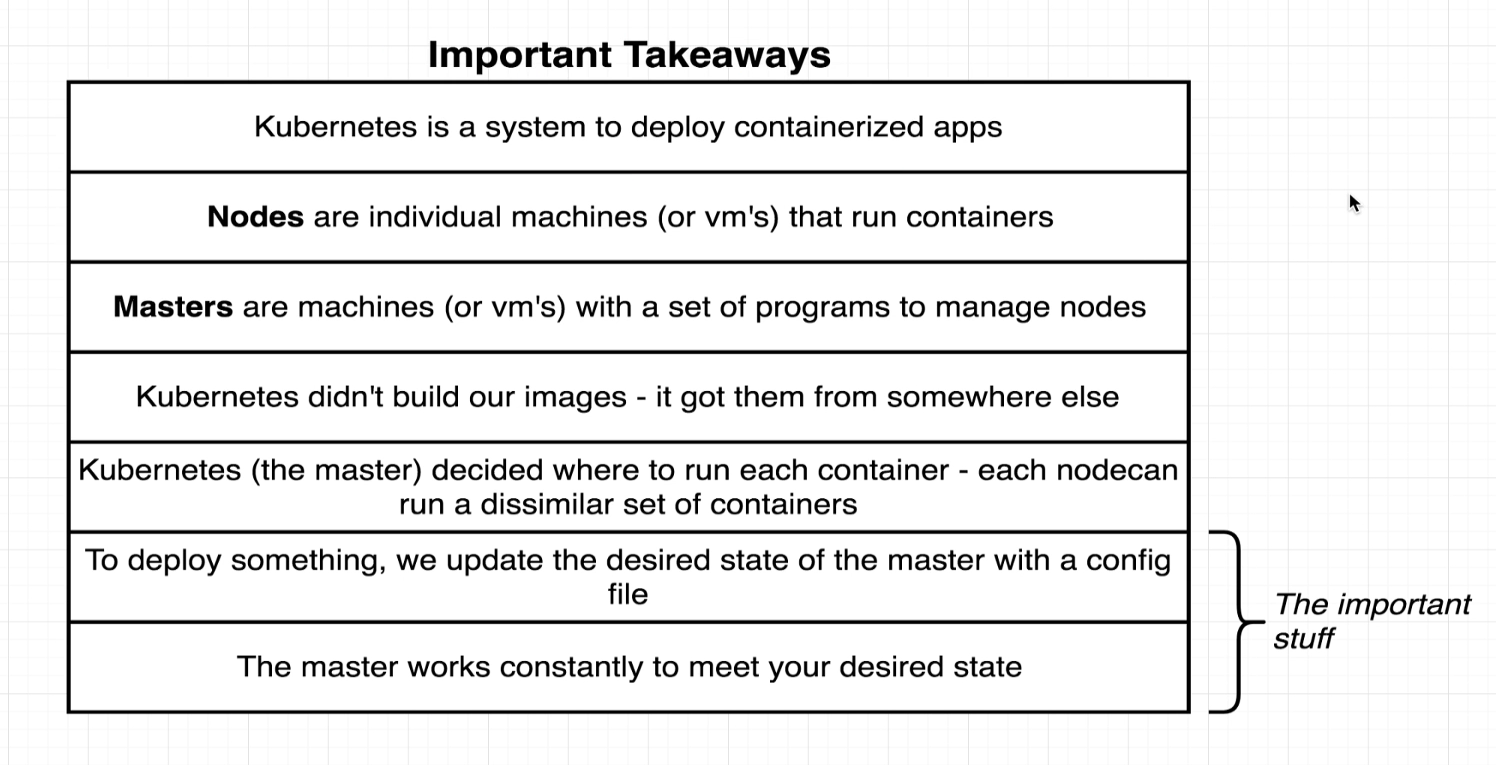 Important Takeaways
Kubernetes is a system to deploy containerized apps
Nodes are individual machines (or vm's) that run containers
Masters are machines (or vm's) with a set of programs to manage nodes
Kubernetes didn't build our images - it got them from somewhere else
Kubernetes (the master) decided where to run each container - each nodecan
run a dissimilar set of containers
To deploy something, we update the desired state of the master with a config
file
The master works constantly to meet your desired state
The important
stuff